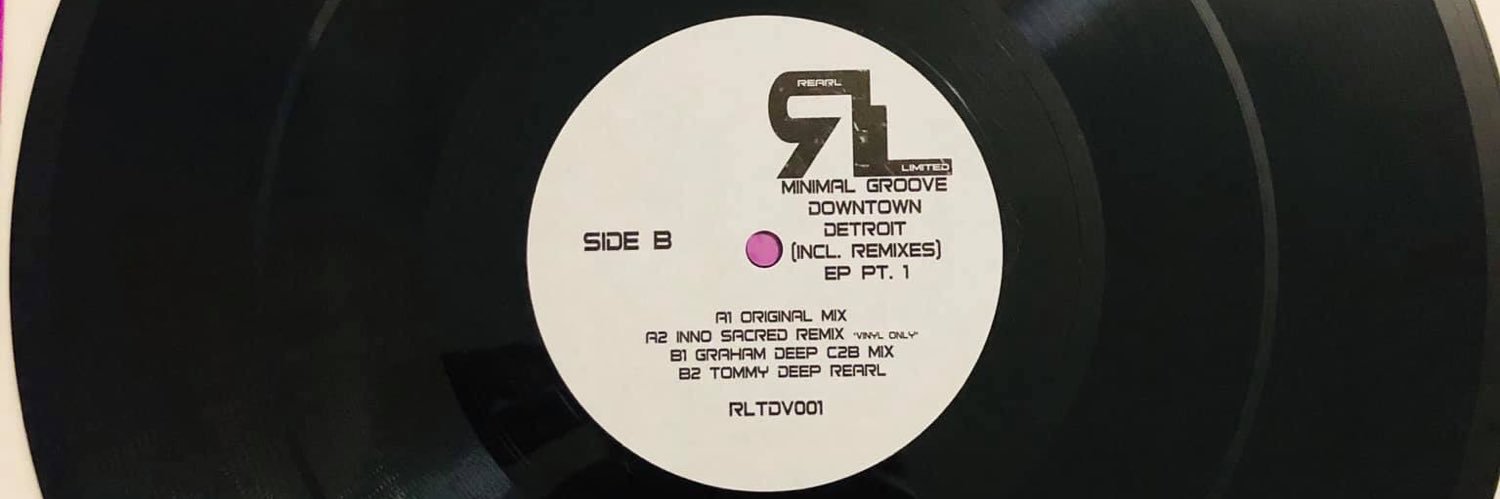 REARL
RL
LIMITED
MINIMAL GROOVE
DOWNTOWN
DETROIT
(INCL. REMIXES)
EP PT. 1
SIDE B
A1 ORIGINAL MIX
A2 INNO SACRED REMIX "VINYL ONLY"
B1 GRAHAM DEEP C2B MIX
B2 TOMMY DEEP REARL
RLTDV001